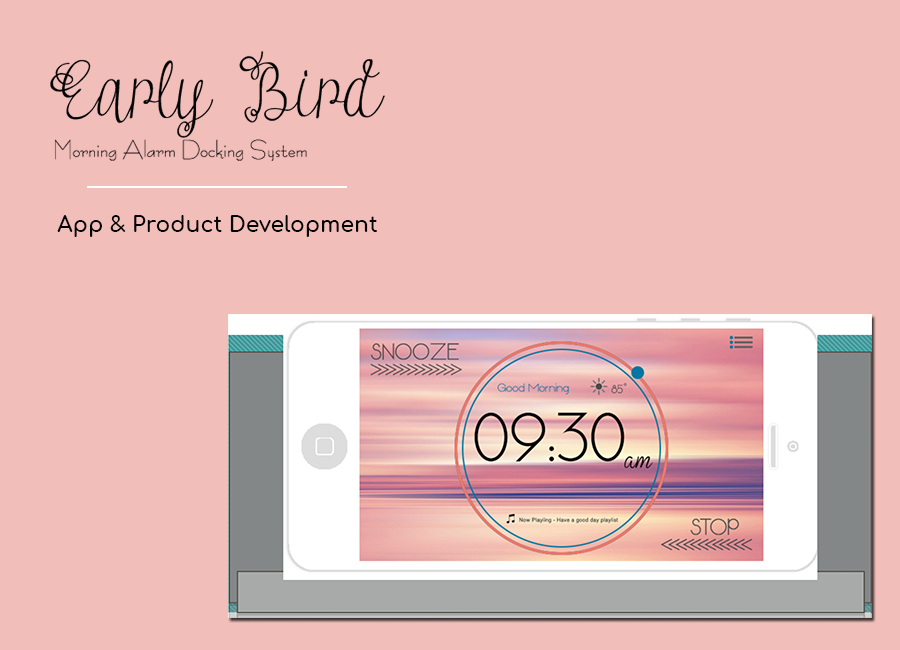 Early Bird
Morning Alarm Docking System
App & Product Development
SNOOZE
Good Morning 85°
09:30 am
Now Playling - Have a good day playlist
STOP